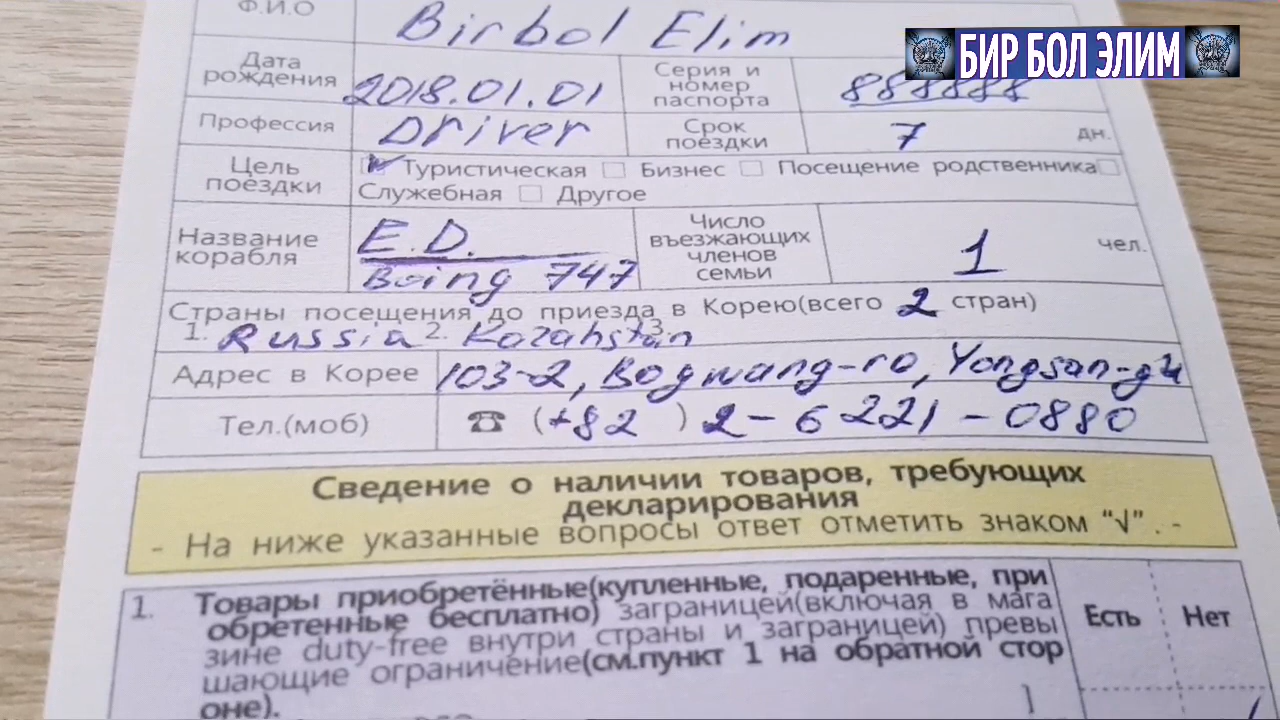 БИР БОЛ ЭЛИМ
Ф.И.О Birbol Elim
Дата рождения 2018.01.01 Серия и номер паспорта 888888
Профессия Driver Срок поездки 7 дн.
Цель поездки Туристическая Бизнес Посещение родственника
Служебная Другое
Название корабля E.D. Число въезжающих членов семьи 1 чел.
Boing 747
Страны посещения до приезда в Корею(всего 2 стран)
1. Russia 2. Kazahstan 3.
Адрес в Корее 103-2, Bogwang-ro, Yongsan-gu
Тел.(моб) ☎ (+82 ) 2-6221-0880
Сведение о наличии товаров, требующих
декларирования
- На ниже указанные вопросы ответ отметить знаком “√”. -
1. Товары приобретённые(купленные, подаренные, при
обретенные бесплатно) заграницей(включая в мага
зине duty-free внутри страны и заграницей) превы
шающие ограничение(см.пункт 1 на обратной стор
оне). ]
Есть Нет